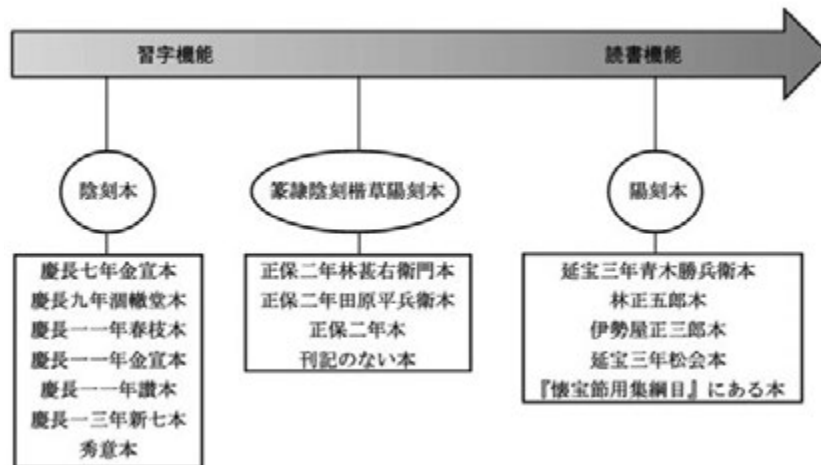 習字機能
読書機能
陰刻本
篆隷陰刻楷草陽刻本
陽刻本
慶長七年金宣本
慶長九年涸轍堂本
慶長一一年春枝本
慶長一一年金宣本
慶長一一年讃本
慶長一三年新七本
秀意本
正保二年林甚右衛門本
正保二年田原平兵衛本
正保二年本
刊記のない本
延宝三年青木勝兵衛本
林正五郎本
伊勢屋正三郎本
延宝三年松会本
『懐宝節用集綱目』にある本